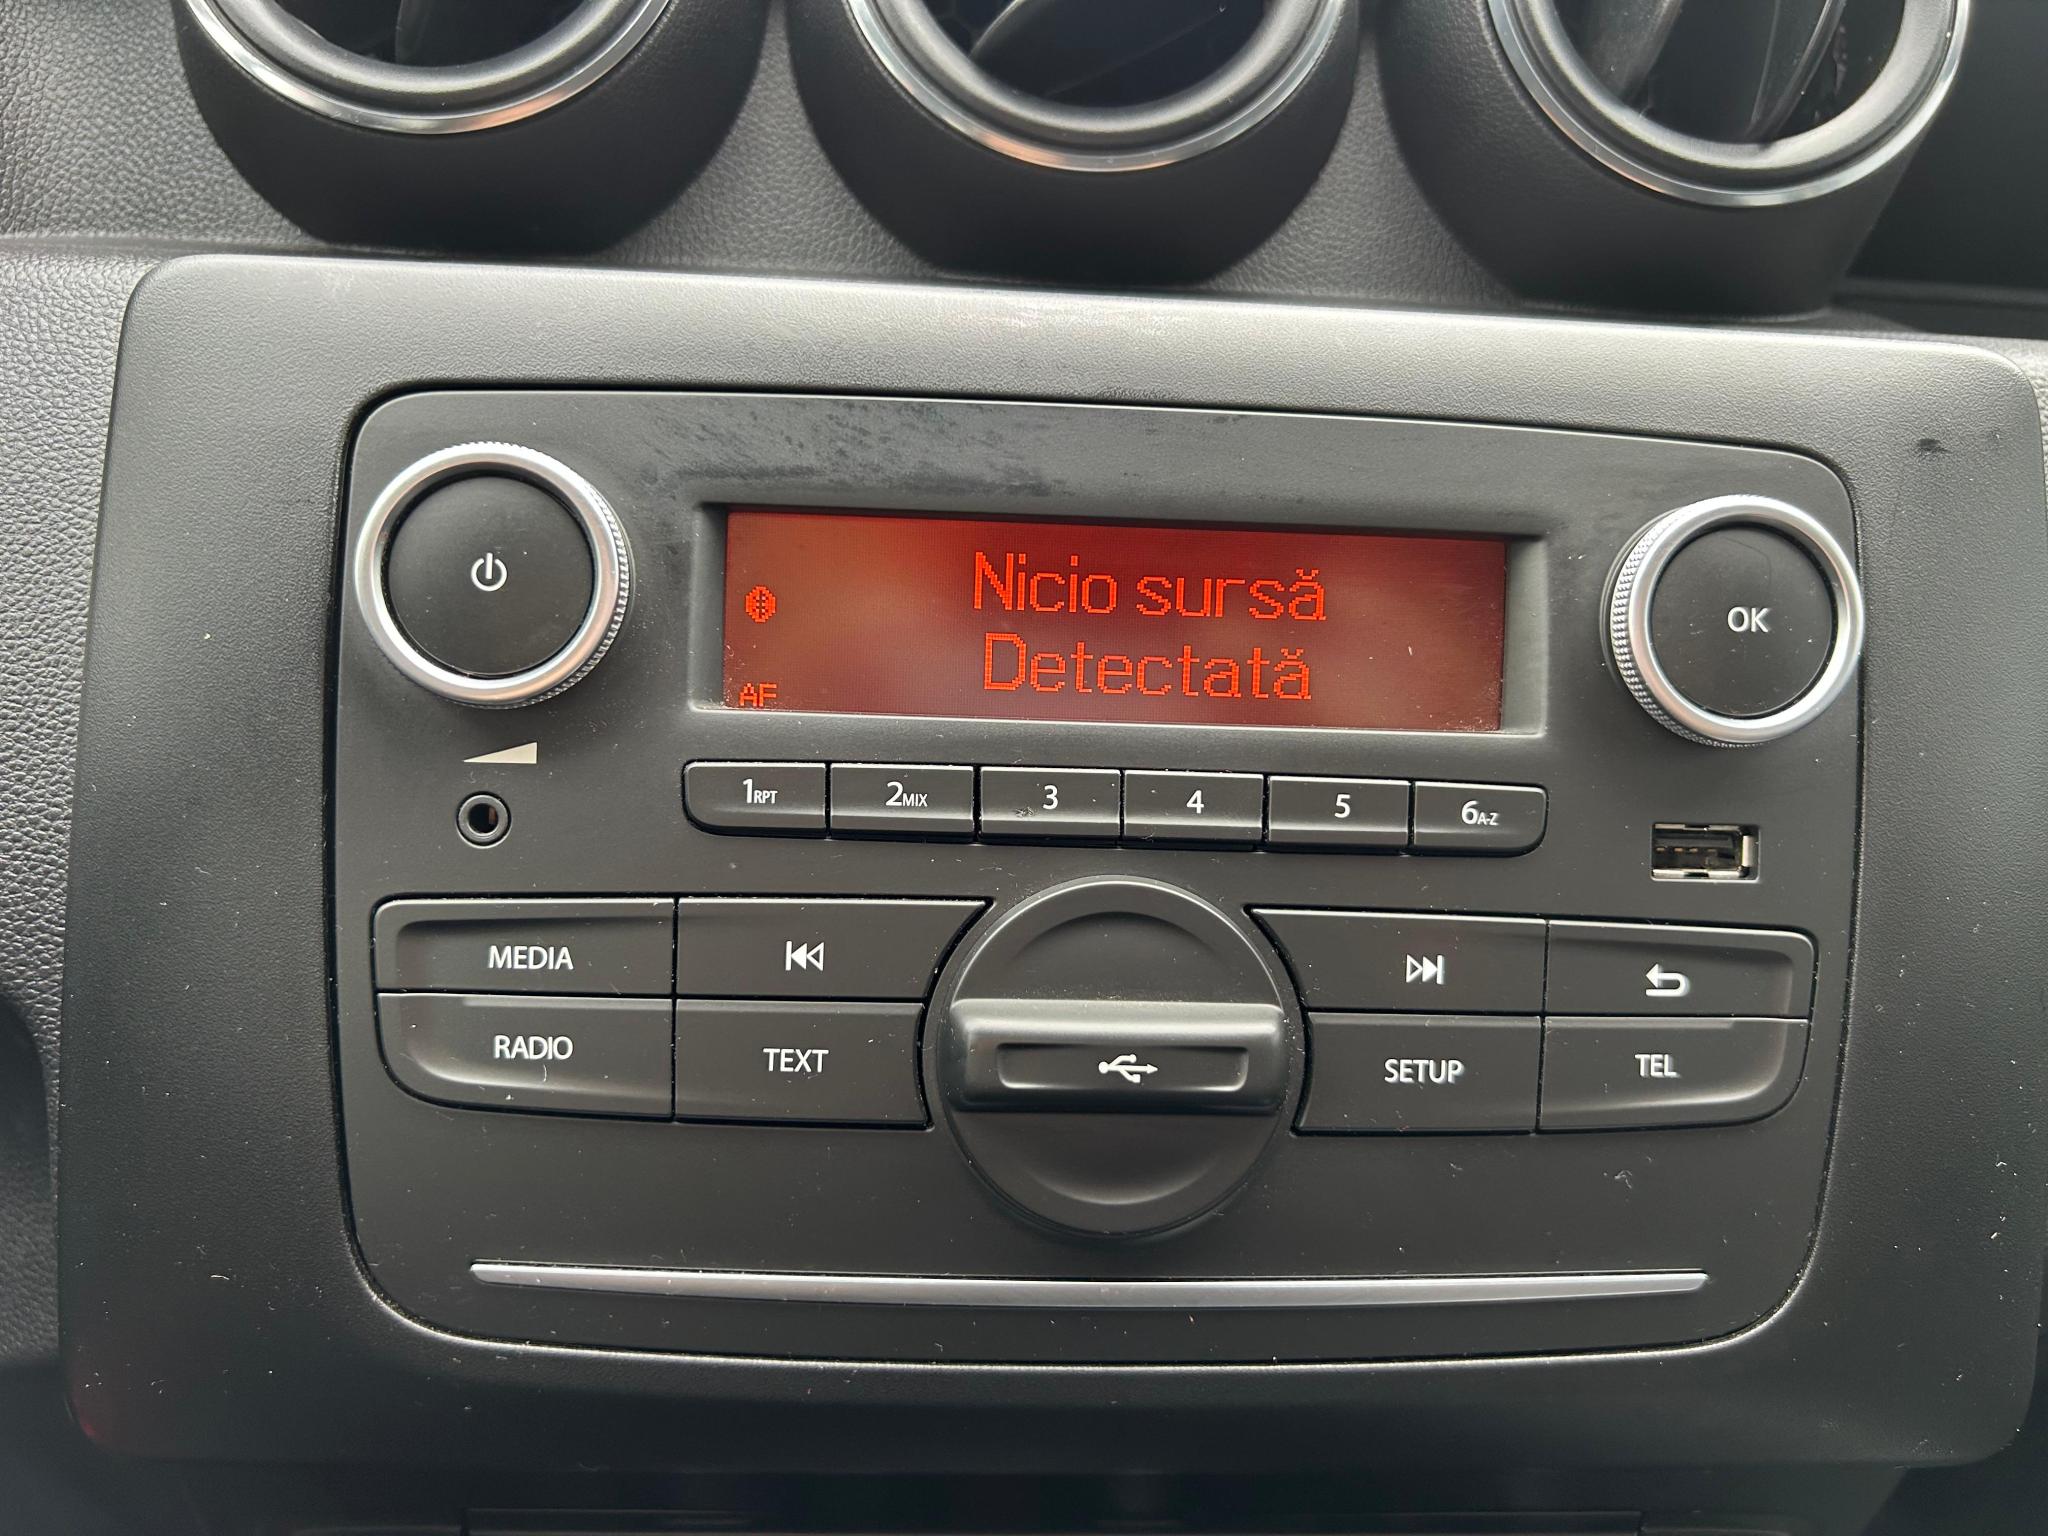 Nicio sursă
Detectată
AF
OK
1RPT
2MIX
3
4
5
6A-Z
MEDIA
RADIO
TEXT
SETUP
TEL